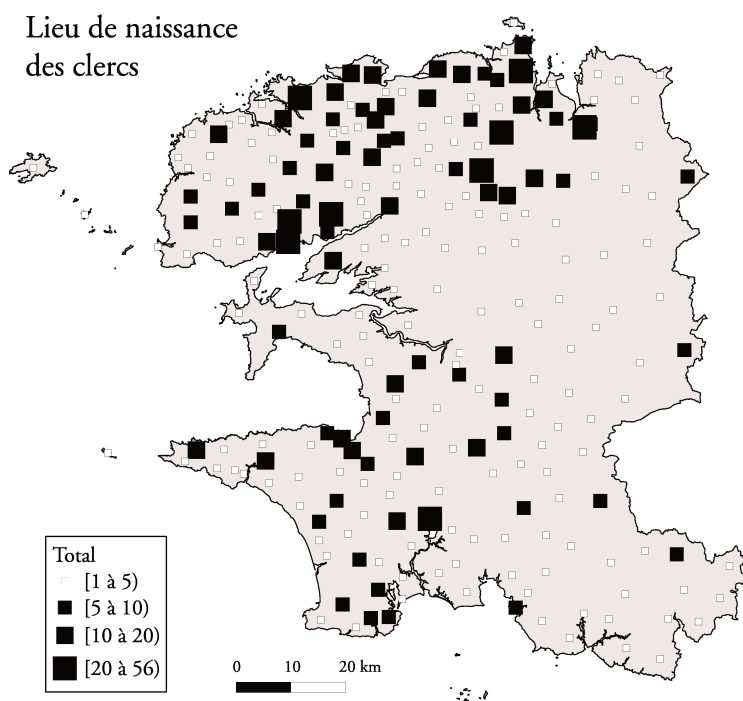 Lieu de naissance
des clercs
Total
[1 à 5)
[5 à 10)
[10 à 20)
[20 à 56)
0 10 20 km